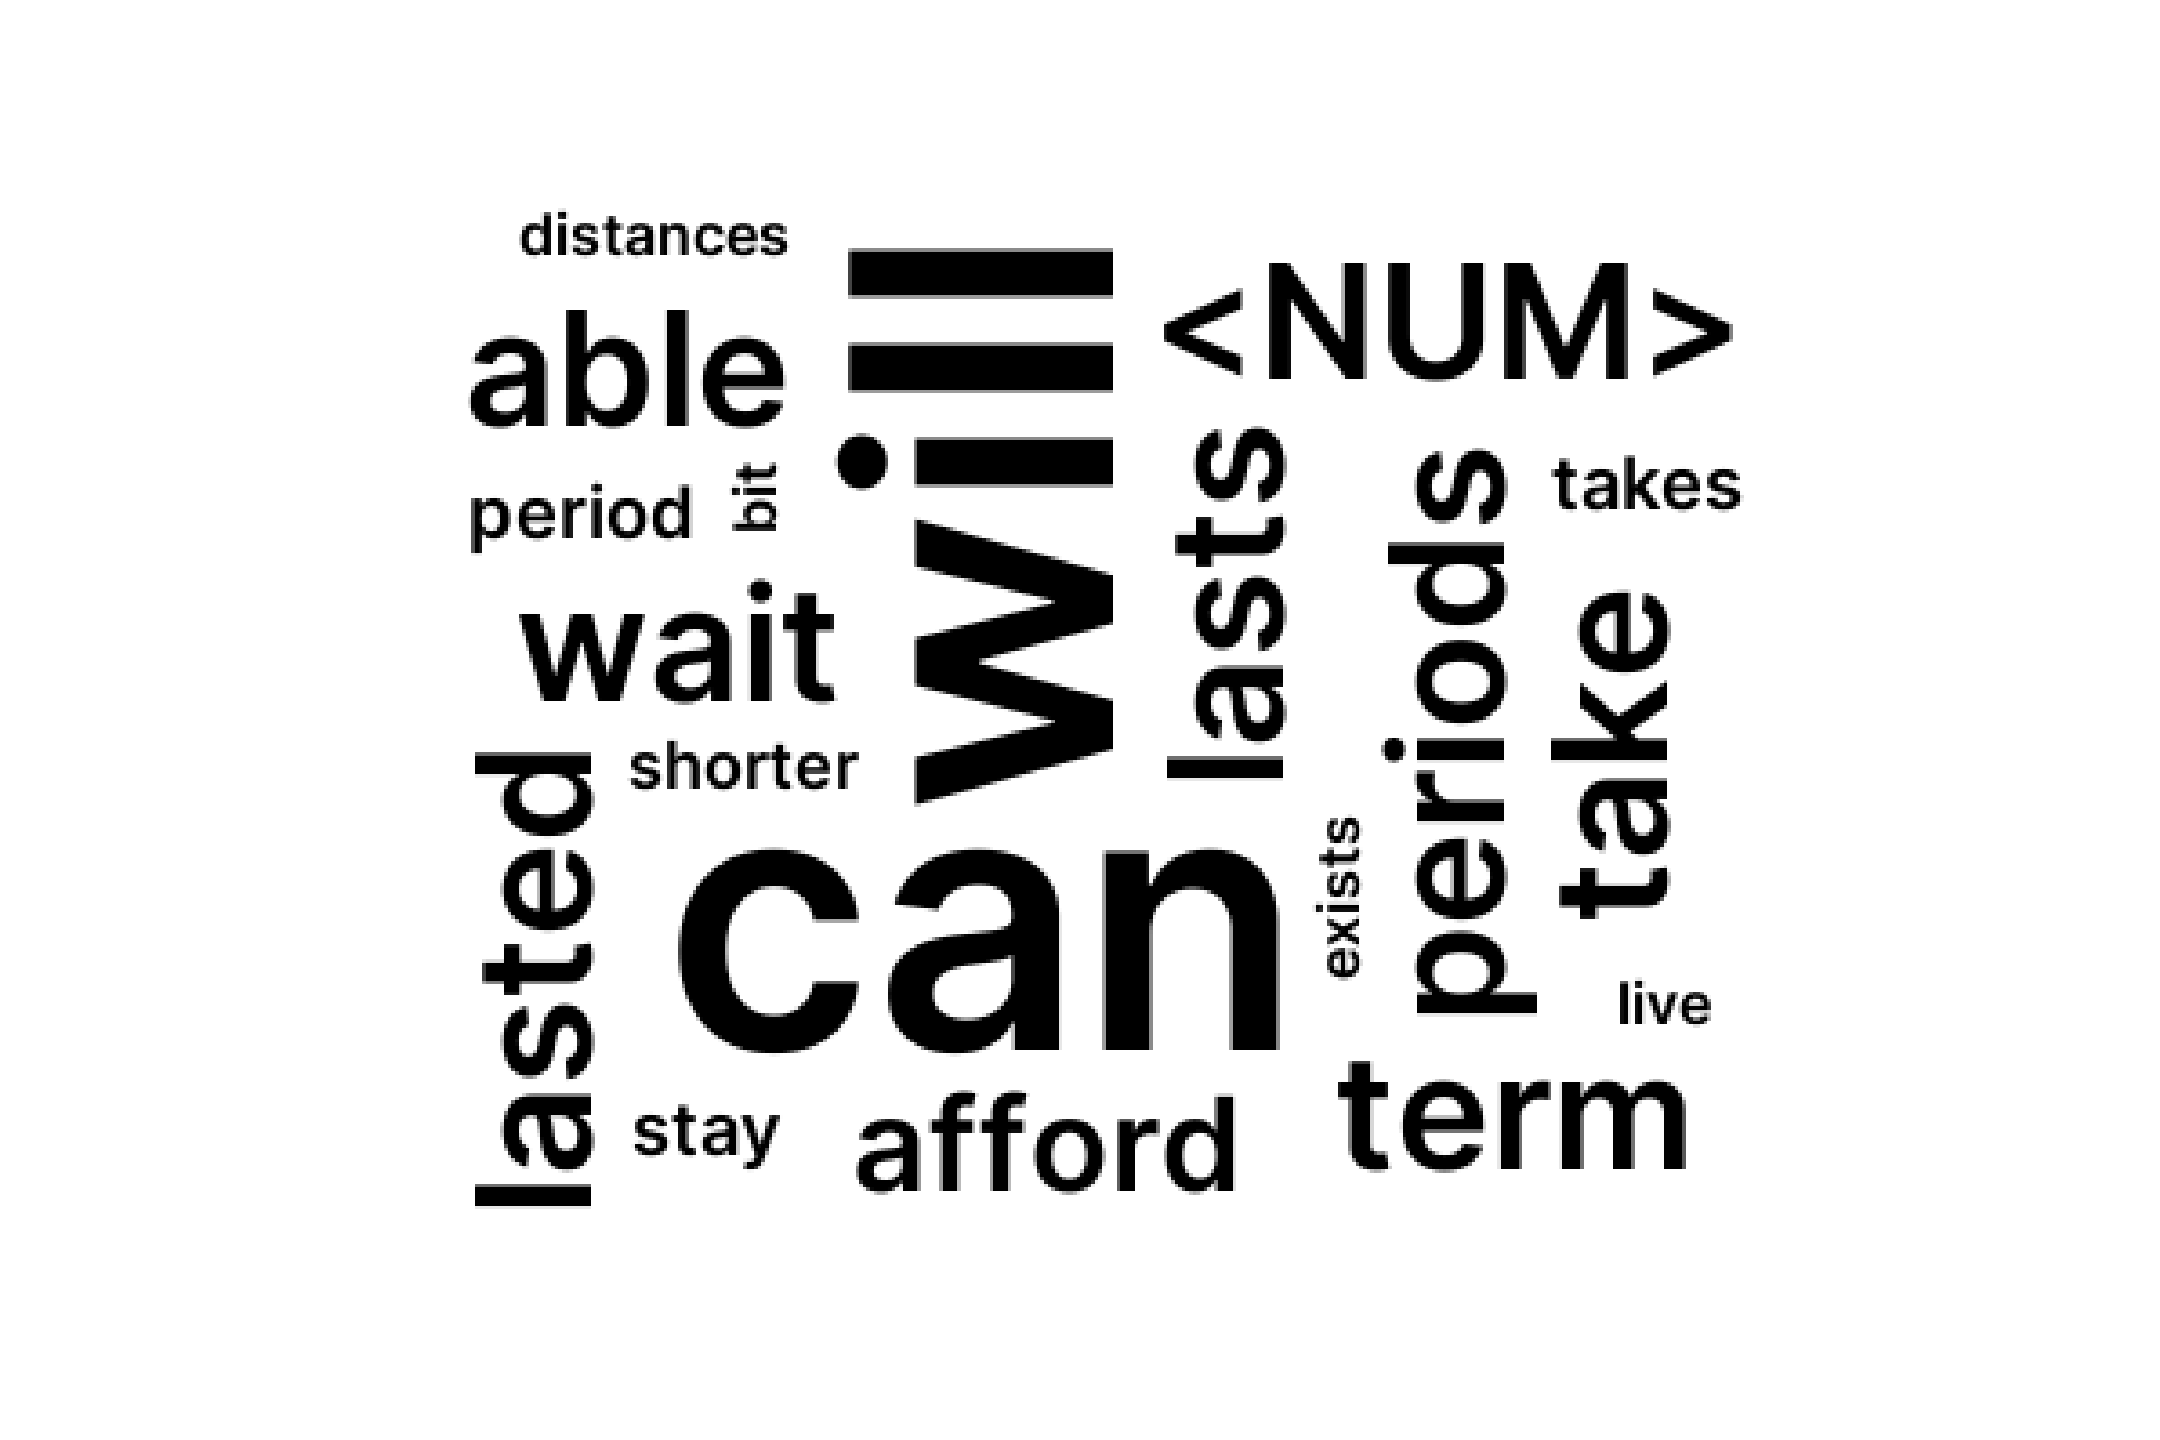 distances
will
<NUM>
able
lasts
periods
takes
period
bit
wait
take
shorter
lasted
can
exists
live
term
stay
afford